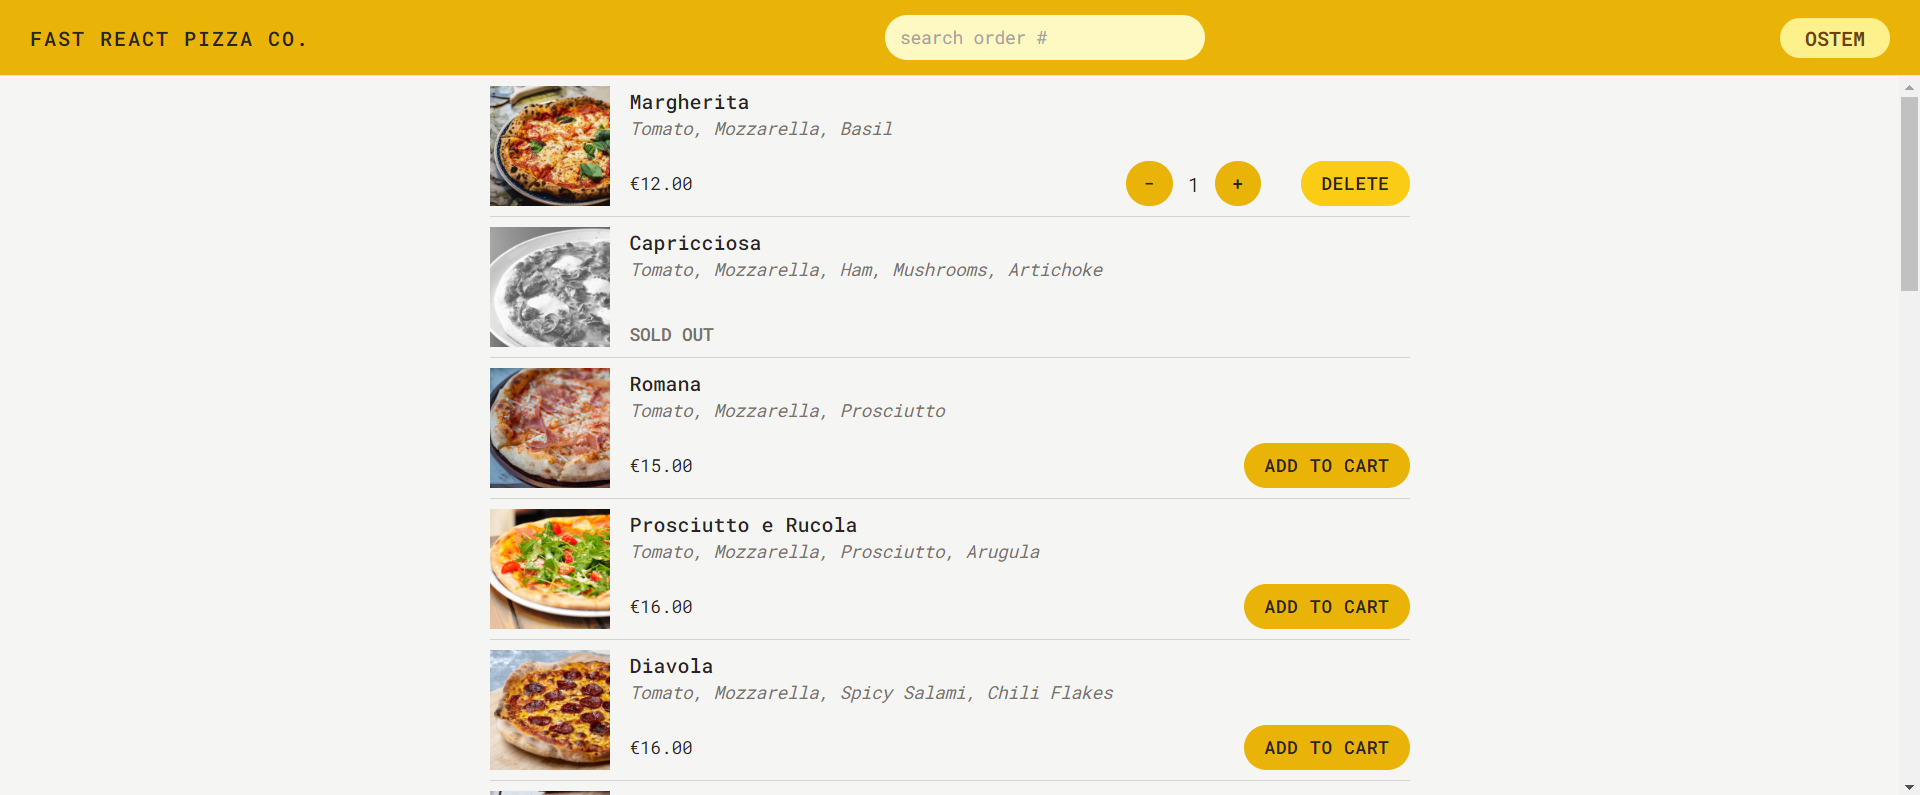 FAST REACT PIZZA CO.
search order #
OSTEM
Margherita
Tomato, Mozzarella, Basil
€12.00
- 1 + DELETE
Capricciosa
Tomato, Mozzarella, Ham, Mushrooms, Artichoke
SOLD OUT
Romana
Tomato, Mozzarella, Prosciutto
€15.00
ADD TO CART
Prosciutto e Rucola
Tomato, Mozzarella, Prosciutto, Arugula
€16.00
ADD TO CART
Diavola
Tomato, Mozzarella, Spicy Salami, Chili Flakes
€16.00
ADD TO CART